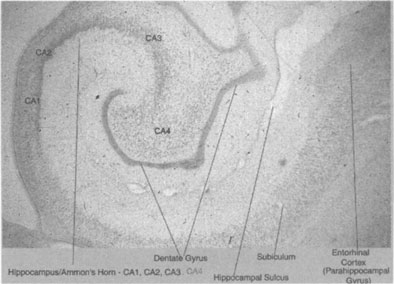 CA3
CA2
CA1
CA4
Dentate Gyrus
Subiculum
Entorhinal
Cortex
(Parahippocampal
Gyrus)
Hippocampus/Ammon's Horn - CA1, CA2, CA3, CA4
Hippocampal Sulcus